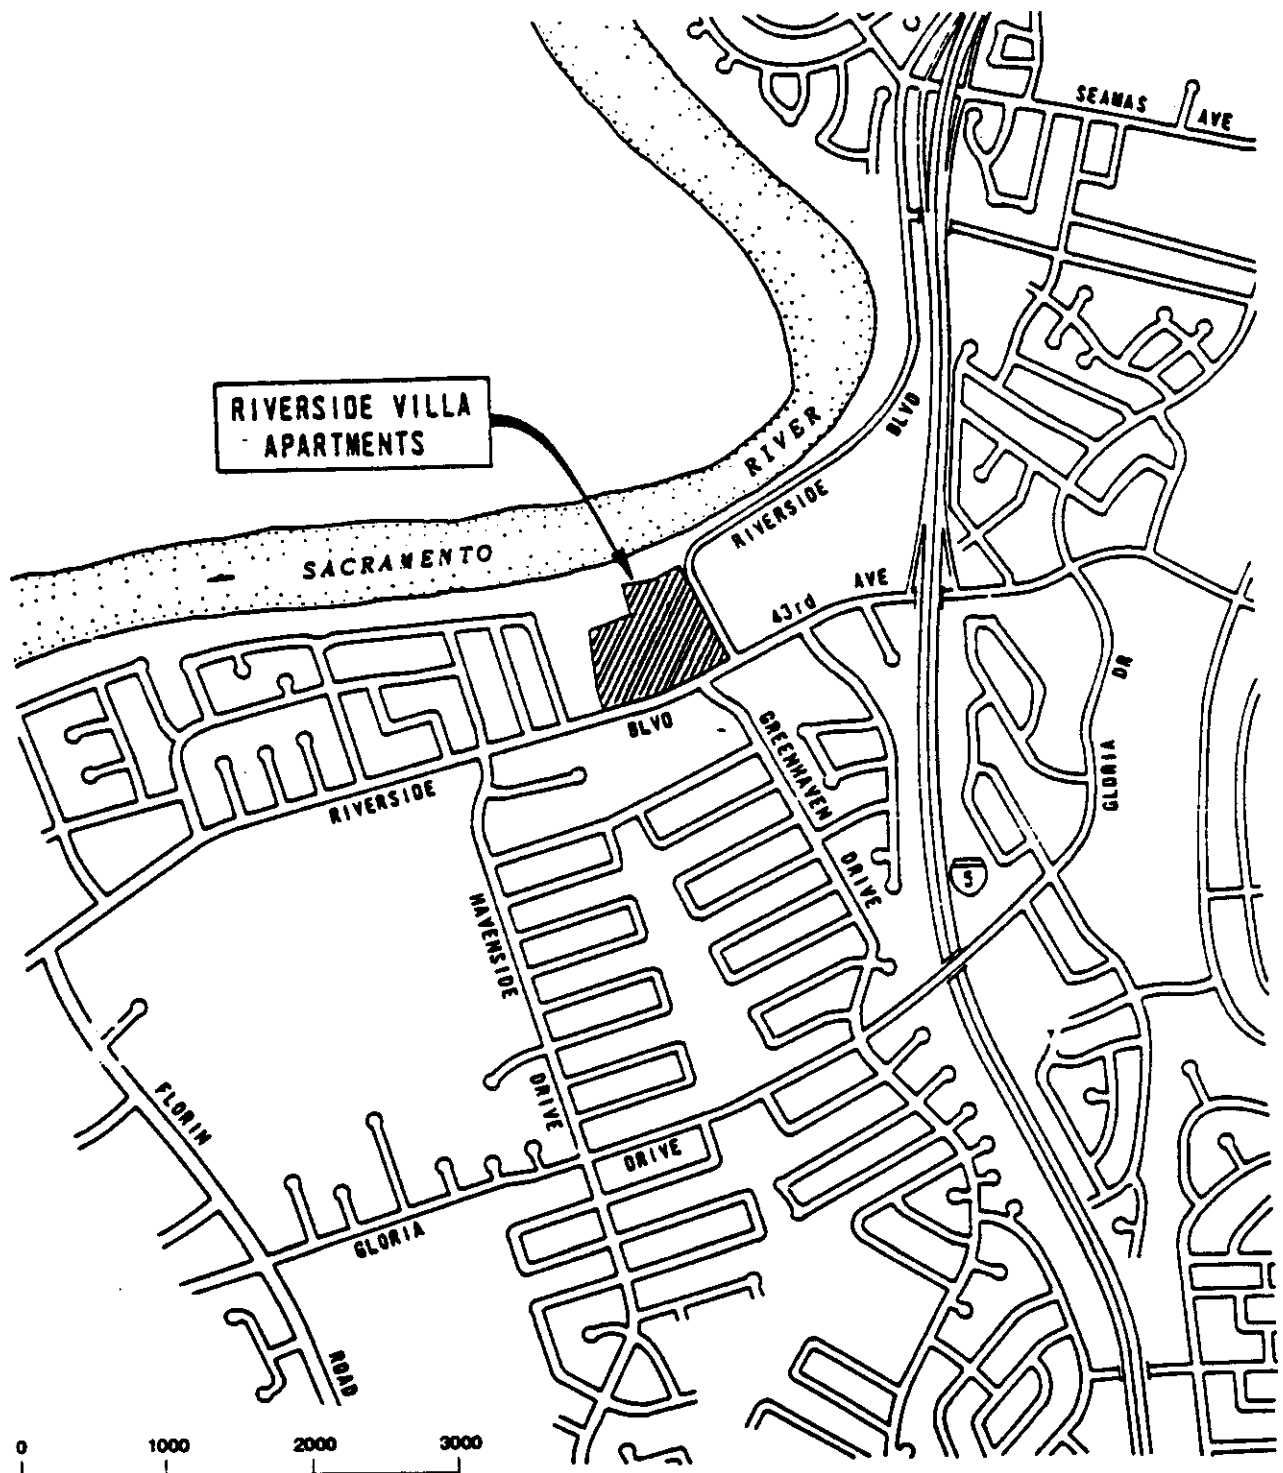 SEAMAS AVE
RIVERSIDE VILLA
APARTMENTS
RIVER
BLVD
RIVERSIDE
SACRAMENTO
43rd AVE
DR
GLORIA
BLVD
GREENHAVEN
DRIVE
RIVERSIDE
5
HAVENSIDE
DRIVE
FLORIN
ROAD
DRIVE
GLORIA
0 1000 2000 3000